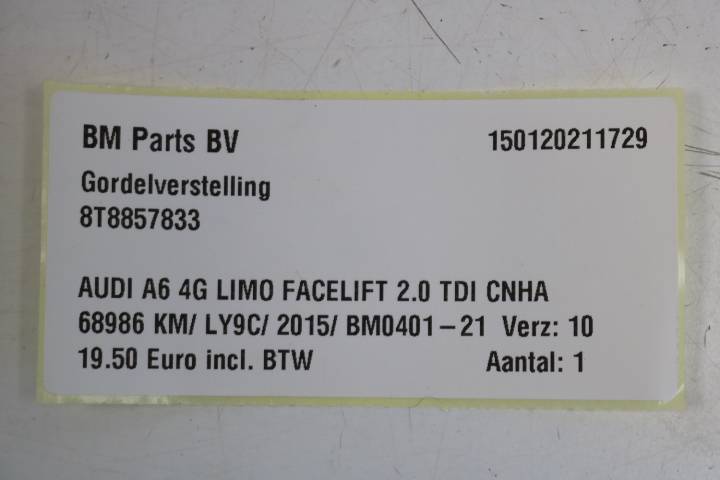 BM Parts BV 150120211729
Gordelverstelling
8T8857833
AUDI A6 4G LIMO FACELIFT 2.0 TDI CNHA
68986 KM/ LY9C/ 2015/ BM0401-21 Verz: 10
19.50 Euro incl. BTW Aantal: 1